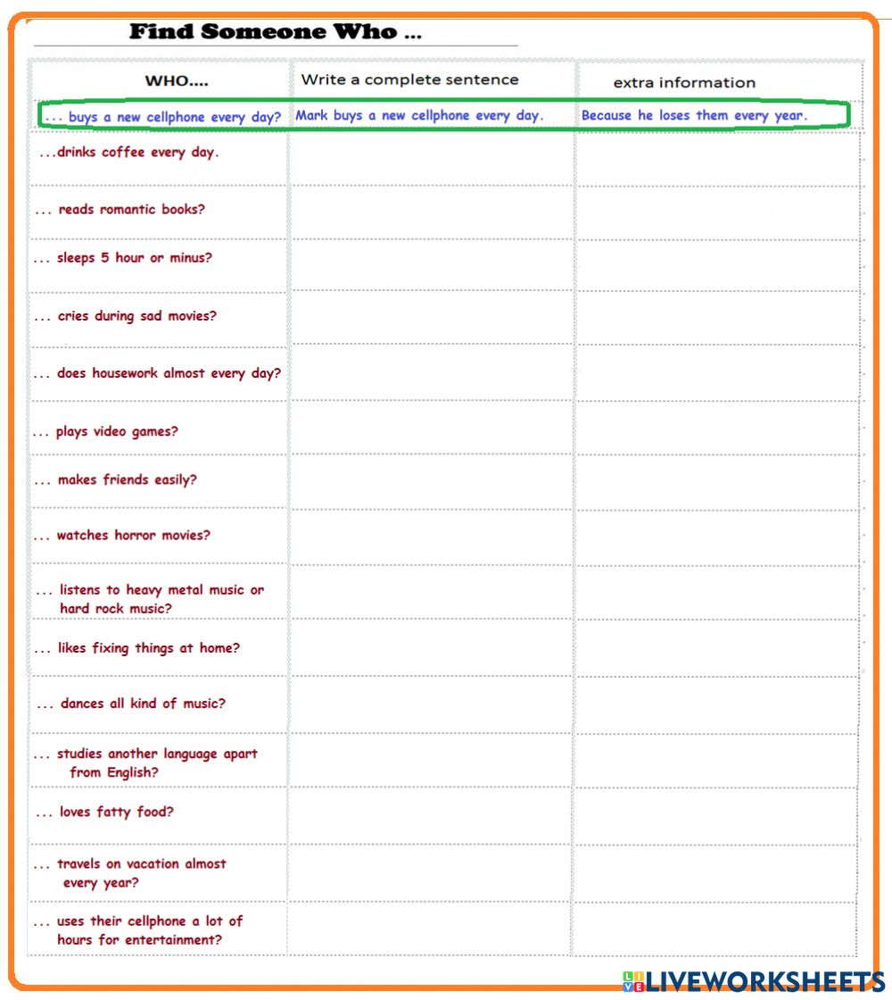 Find Someone Who ...
WHO.... Write a complete sentence extra information
... buys a new cellphone every day? Mark buys a new cellphone every day. Because he loses them every year.
...drinks coffee every day.
... reads romantic books?
... sleeps 5 hour or minus?
... cries during sad movies?
... does housework almost every day?
... plays video games?
... makes friends easily?
... watches horror movies?
... listens to heavy metal music or
hard rock music?
... likes fixing things at home?
... dances all kind of music?
... studies another language apart
from English?
... loves fatty food?
... travels on vacation almost
every year?
... uses their cellphone a lot of
hours for entertainment?
LIVE LIVEWORKSHEETS